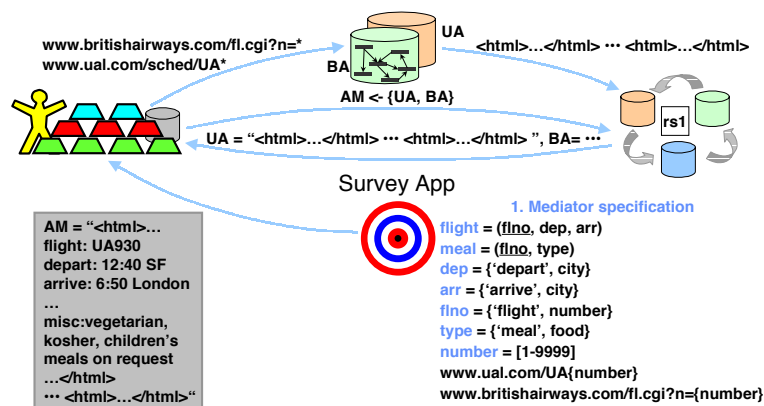 www.britishairways.com/fl.cgi?n=*
www.ual.com/sched/UA*
UA
BA
<html>…</html> ••• <html>…</html>
AM <- {UA, BA}
rs1
UA = “<html>…</html> ••• <html>…</html> ”, BA= •••
Survey App
AM = “<html>…
flight: UA930
depart: 12:40 SF
arrive: 6:50 London
…
misc:vegetarian,
kosher, children’s
meals on request
…</html>
••• <html>…</html>“
1. Mediator specification
flight = (flno, dep, arr)
meal = (flno, type)
dep = {‘depart’, city}
arr = {‘arrive’, city}
flno = {‘flight’, number}
type = {‘meal’, food}
number = [1-9999]
www.ual.com/UA{number}
www.britishairways.com/fl.cgi?n={number}